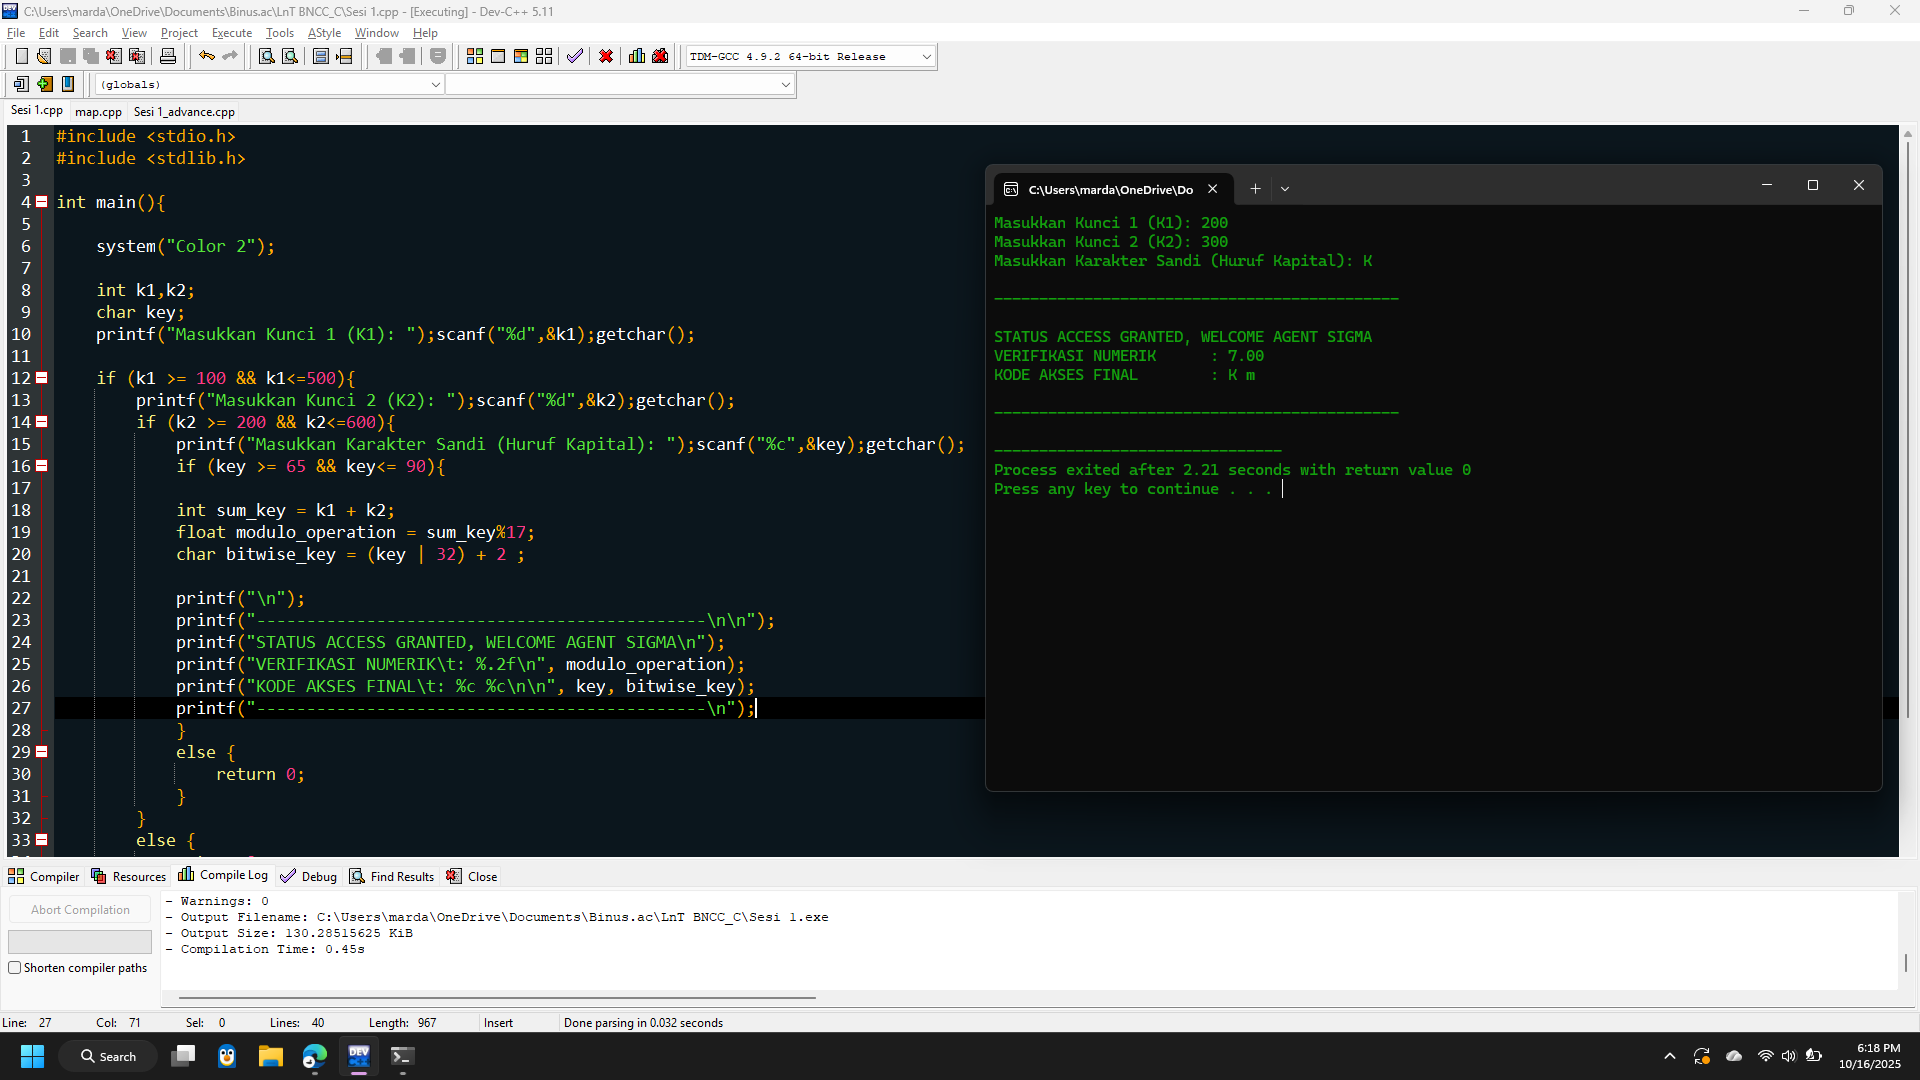 C:\Users\marda\OneDrive\Documents\Binus.ac\LnT BNCC_C\Sesi 1.cpp - [Executing] - Dev-C++ 5.11
File Edit Search View Project Execute Tools AStyle Window Help
TDM-GCC 4.9.2 64-bit Release
(globals)
Sesi 1.cpp map.cpp Sesi 1_advance.cpp
1 #include <stdio.h>
2 #include <stdlib.h>
3
4 int main(){
5
6 system("Color 2");
7
8 int k1,k2;
9 char key;
10 printf("Masukkan Kunci 1 (K1): ");scanf("%d",&k1);getchar();
11
12 if (k1 >= 100 && k1<=500){
13 printf("Masukkan Kunci 2 (K2): ");scanf("%d",&k2);getchar();
14 if (k2 >= 200 && k2<=600){
15 printf("Masukkan Karakter Sandi (Huruf Kapital): ");scanf("%c",&key);getchar();
16 if (key >= 65 && key<= 90){
17
18 int sum_key = k1 + k2;
19 float modulo_operation = sum_key%17;
20 char bitwise_key = (key | 32) + 2 ;
21
22 printf("\n");
23 printf("---------------------------------------------\n\n");
24 printf("STATUS ACCESS GRANTED, WELCOME AGENT SIGMA\n");
25 printf("VERIFIKASI NUMERIK\t: %.2f\n", modulo_operation);
26 printf("KODE AKSES FINAL\t: %c %c\n\n", key, bitwise_key);
27 printf("---------------------------------------------\n");
28 }
29 else {
30 return 0;
31 }
32 }
33 else {
C:\Users\marda\OneDrive\Do
Masukkan Kunci 1 (K1): 200
Masukkan Kunci 2 (K2): 300
Masukkan Karakter Sandi (Huruf Kapital): K
---------------------------------------------
STATUS ACCESS GRANTED, WELCOME AGENT SIGMA
VERIFIKASI NUMERIK : 7.00
KODE AKSES FINAL : K m
---------------------------------------------
--------------------------------
Process exited after 2.21 seconds with return value 0
Press any key to continue . . .
Compiler Resources Compile Log Debug Find Results Close
Abort Compilation
Shorten compiler paths
- Warnings: 0
- Output Filename: C:\Users\marda\OneDrive\Documents\Binus.ac\LnT BNCC_C\Sesi 1.exe
- Output Size: 130.28515625 KiB
- Compilation Time: 0.45s
Line: 27 Col: 71 Sel: 0 Lines: 40 Length: 967 Insert Done parsing in 0.032 seconds
Search
DEV
6:18 PM
10/16/2025